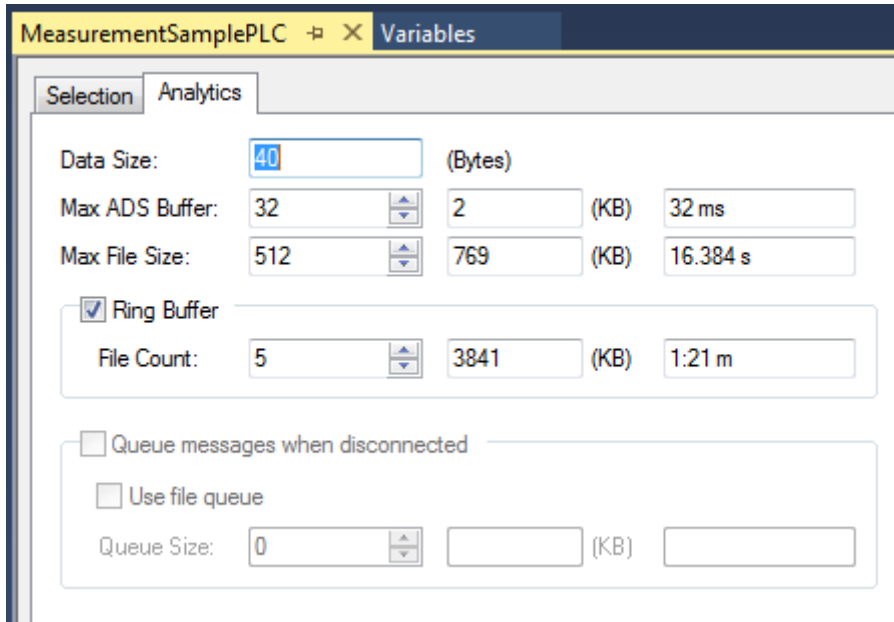 MeasurementSamplePLC Variables
Selection Analytics
Data Size: 40 (Bytes)
Max ADS Buffer: 32 2 (KB) 32 ms
Max File Size: 512 769 (KB) 16.384 s
Ring Buffer
File Count: 5 3841 (KB) 1:21 m
Queue messages when disconnected
Use file queue
Queue Size: 0 (KB)